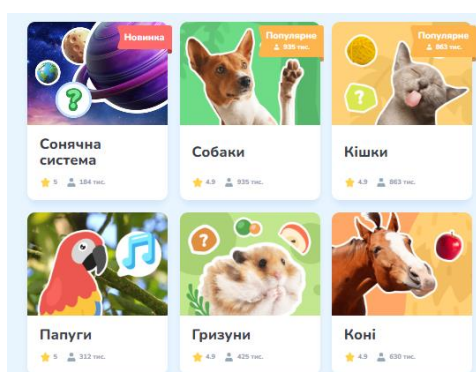 Новинка
Популярне
935 тис.
Популярне
863 тис.
Сонячна
система
5 184 тис.
Собаки
4.9 935 тис.
Кішки
4.9 863 тис.
Папуги
5 312 тис.
Гризуни
4.9 425 тис.
Коні
4.9 630 тис.